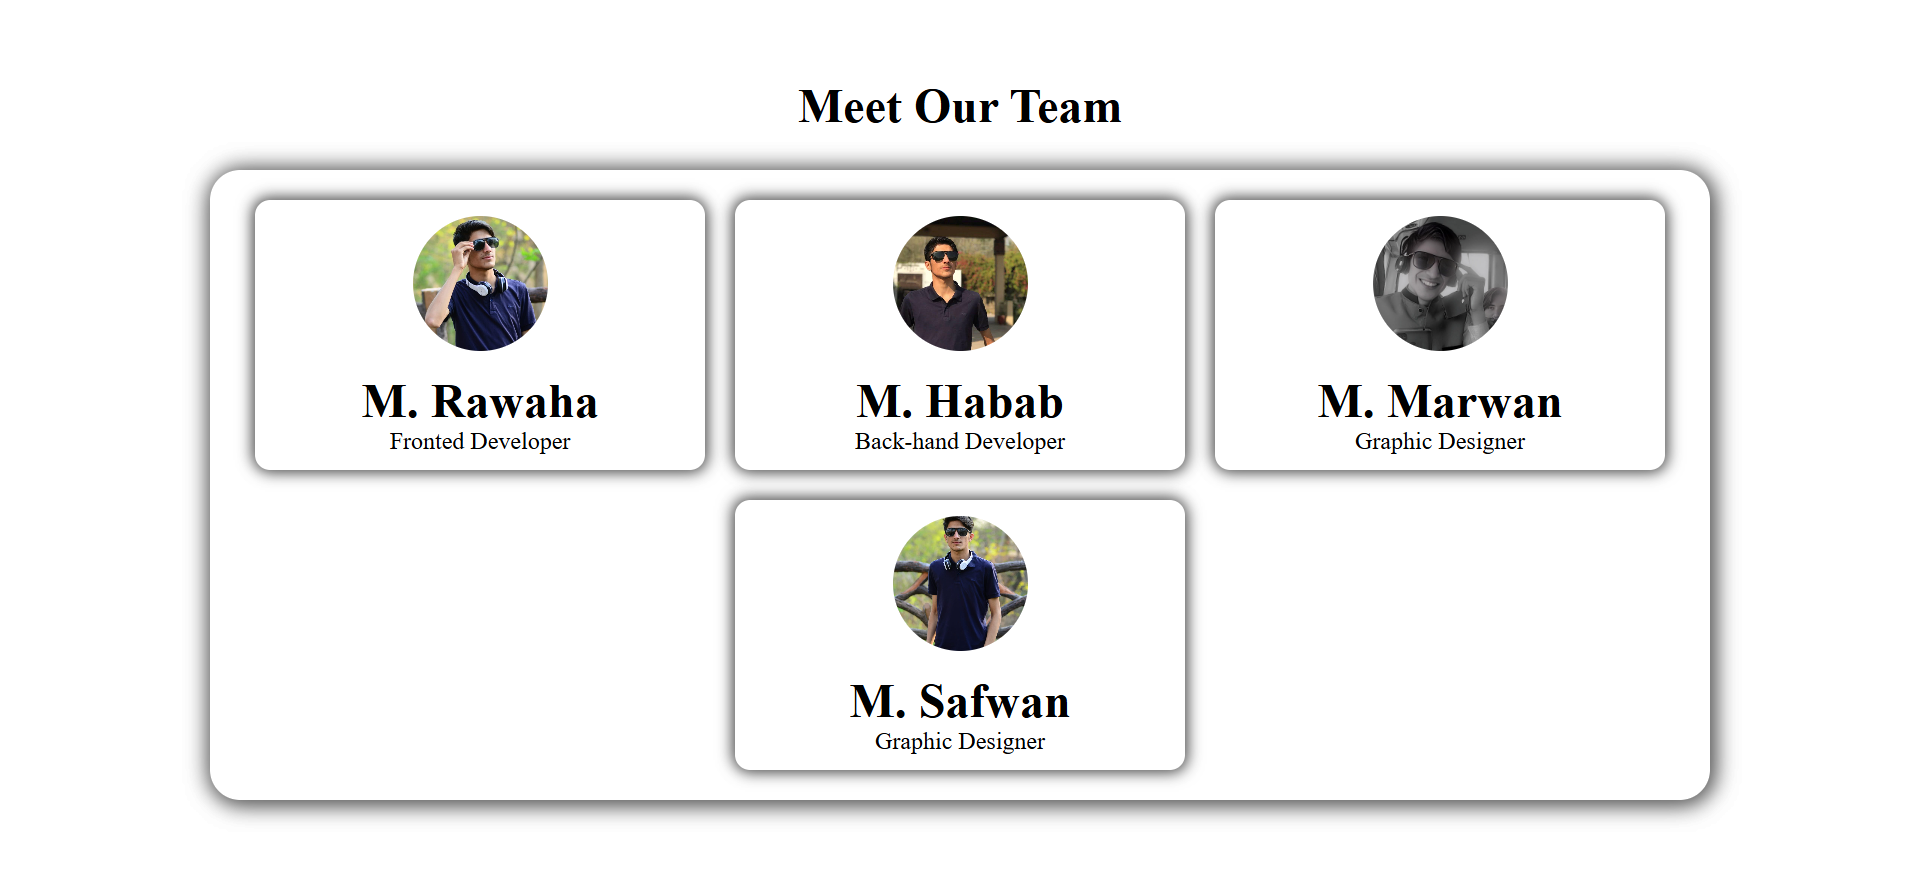 Meet Our Team
M. Rawaha
Fronted Developer
M. Habab
Back-hand Developer
M. Marwan
Graphic Designer
M. Safwan
Graphic Designer